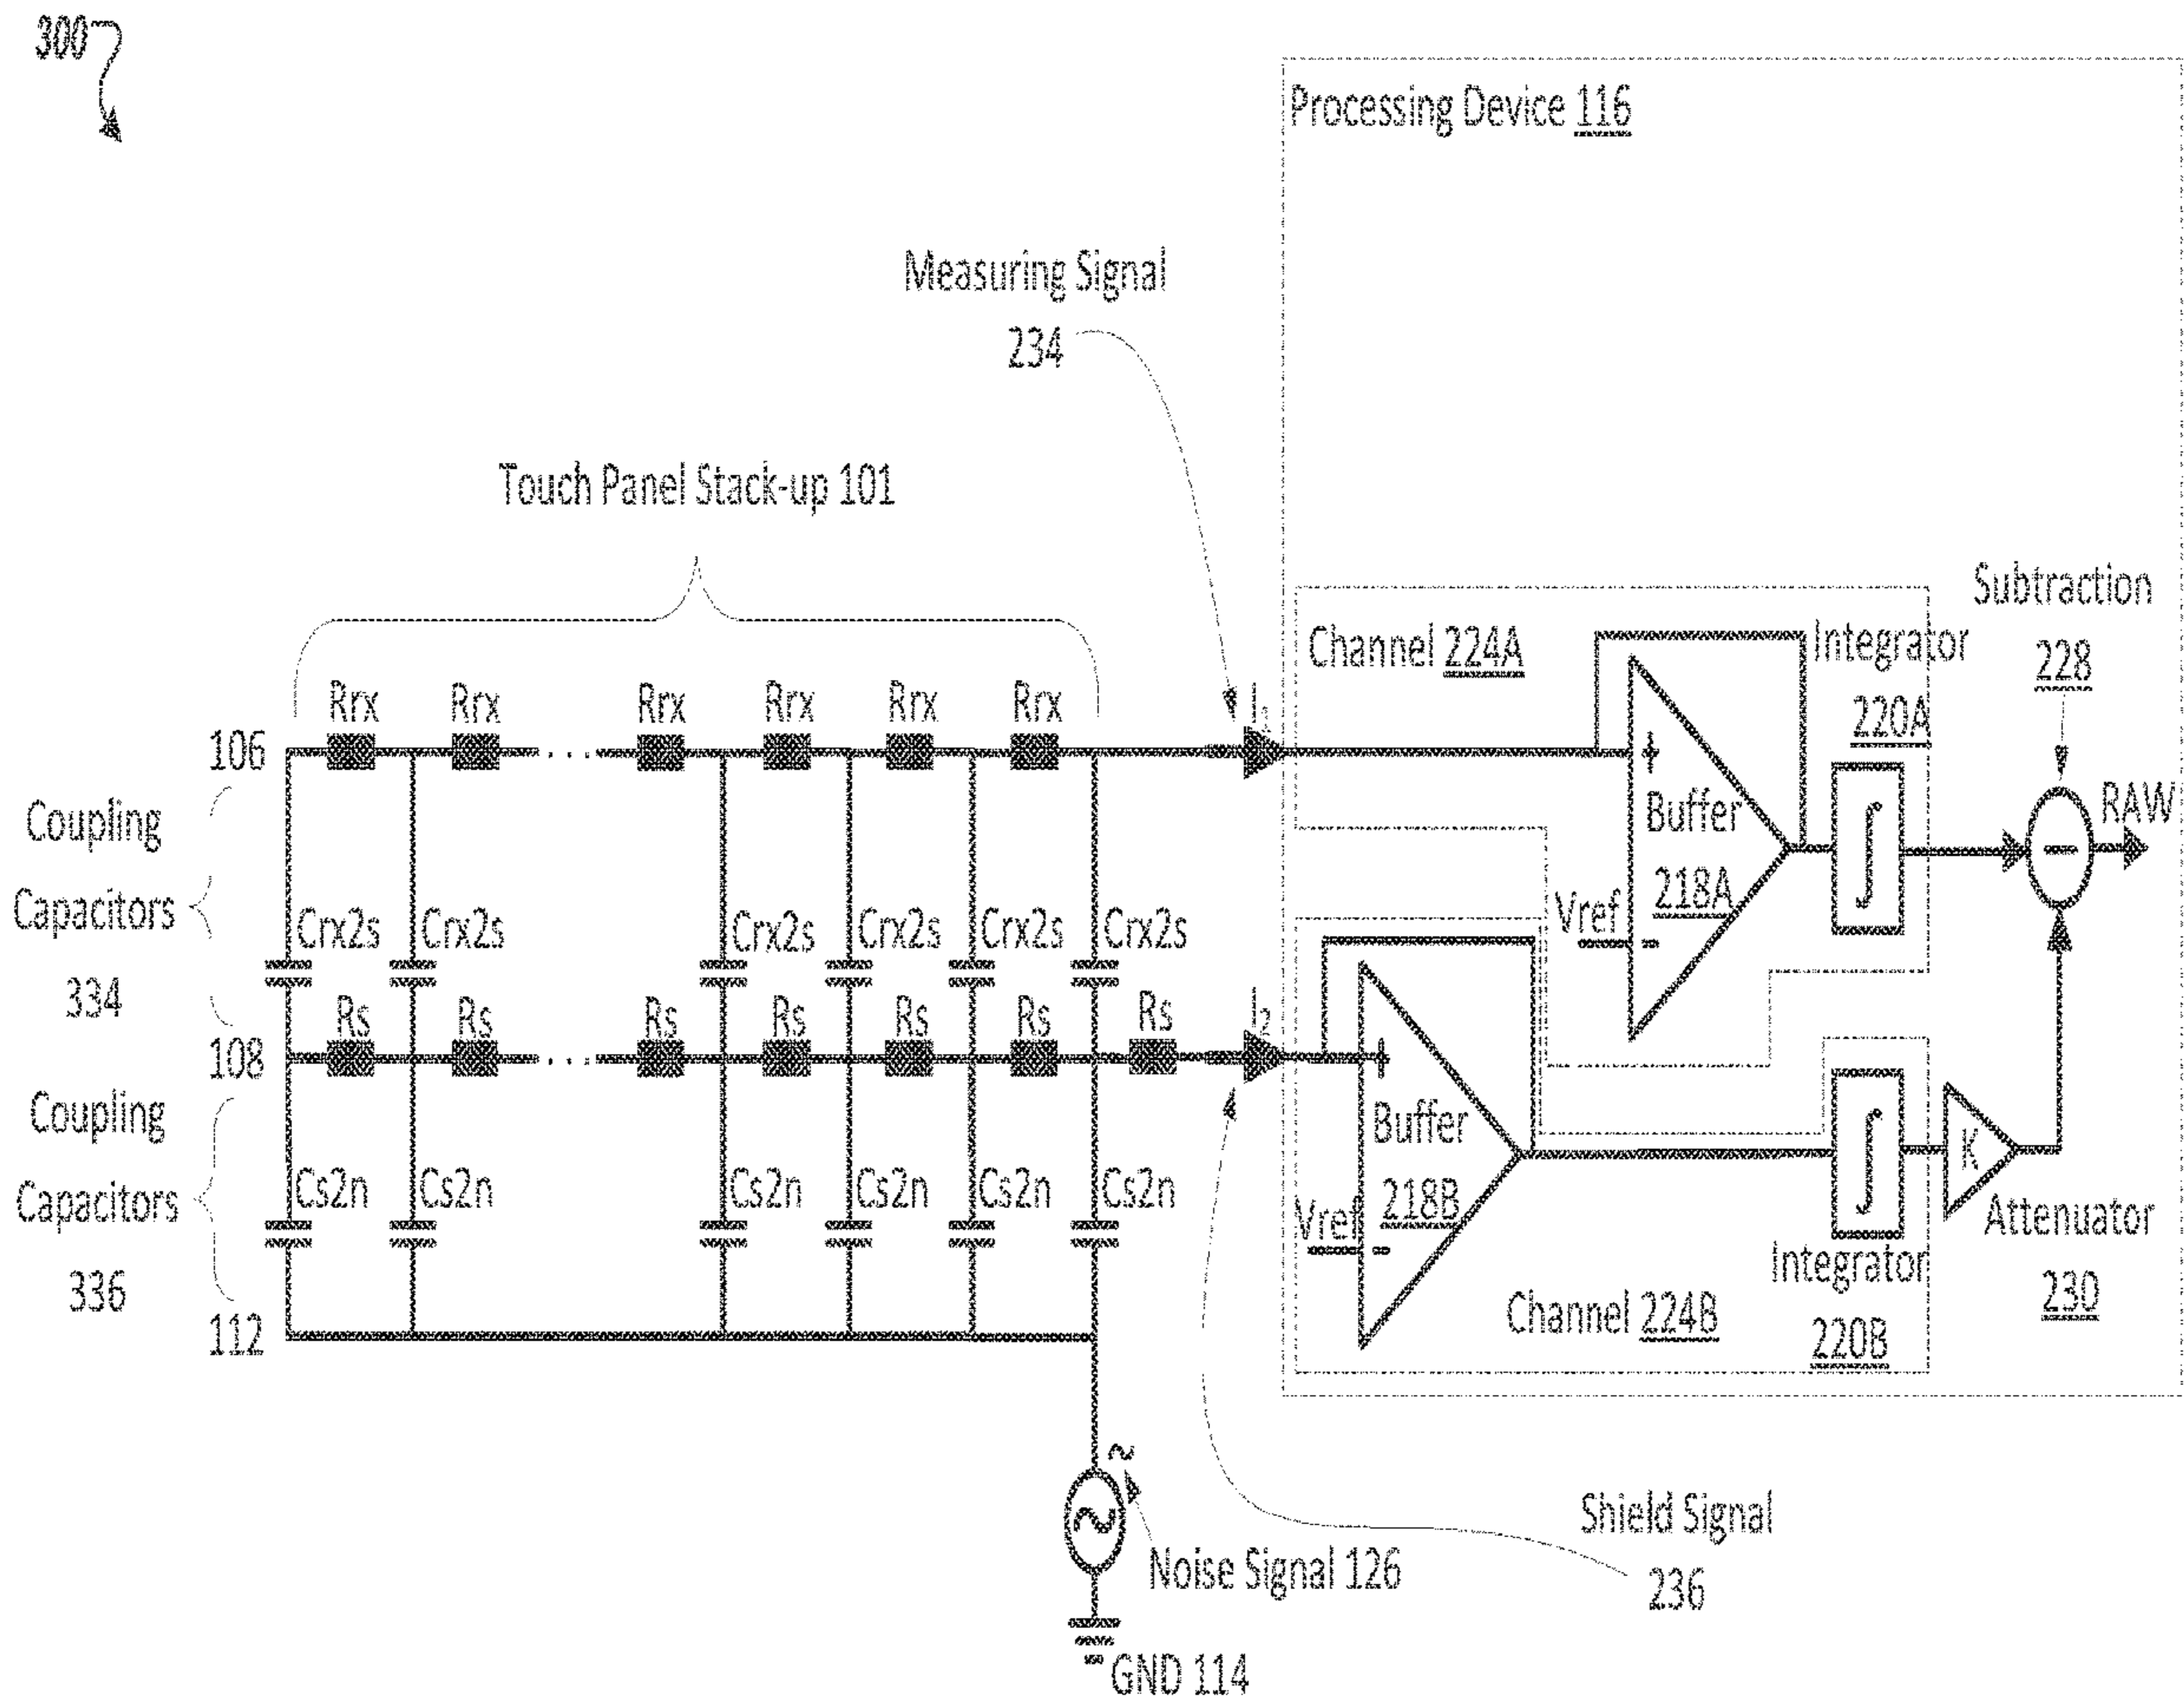 300
Processing Device 116
Measuring Signal
234
Touch Panel Stack-up 101
Subtraction
228
Channel 224A
Integrator
220A
Rrx Rrx Rrx Rrx Rrx Rrx
I1
106
+
RAW
Coupling
Capacitors
334
Buffer
218A
∫
−
Vref -
Crx2s Crx2s Crx2s Crx2s Crx2s Crx2s
Rs Rs Rs Rs Rs Rs Rs
I2
108
... 
+
Coupling
Capacitors
336
Buffer
218B
∫
K
Cs2n Cs2n Cs2n Cs2n Cs2n Cs2n
Vref -
Attenuator
230
Integrator
220B
Channel 224B
112
~
Noise Signal 126
Shield Signal
236
GND 114